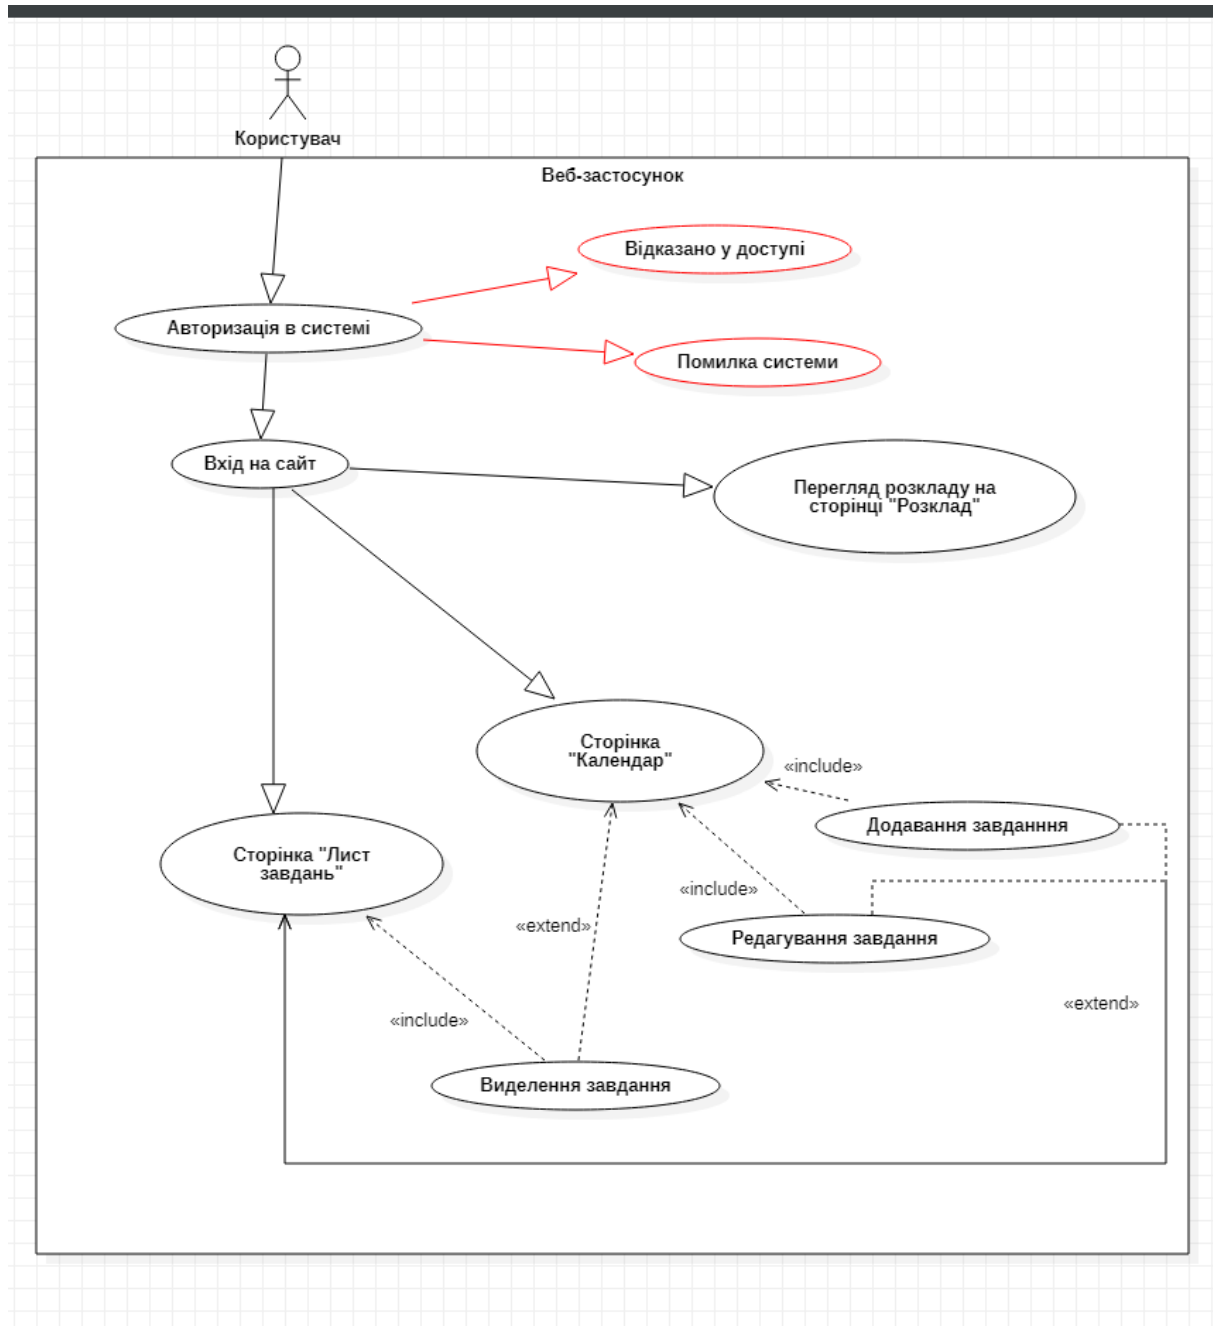 Користувач
Веб-застосунок
Відказано у доступі
Авторизація в системі
Помилка системи
Вхід на сайт
Перегляд розкладу на
сторінці "Розклад"
Сторінка
"Календар"
«include»
Додавання завданння
Сторінка "Лист
завдань"
«include»
«extend»
Редагування завдання
«extend»
«include»
Виделення завдання